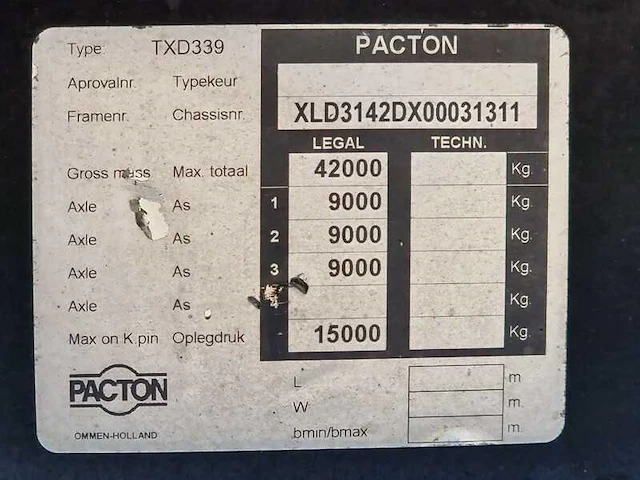 Type TXD339 PACTON
Aprovalnr. Typekeur
Framenr. Chassisnr. XLD3142DX00031311
LEGAL TECHN.
Gross mass Max. totaal 42000 Kg.
Axle As 1 9000 Kg.
Axle As 2 9000 Kg.
Axle As 3 9000 Kg.
Axle As Kg.
Max on K.pin Opledruk 15000 Kg.
PACTON
OMMEN-HOLLAND
L m
W m.
bmin/bmax m.